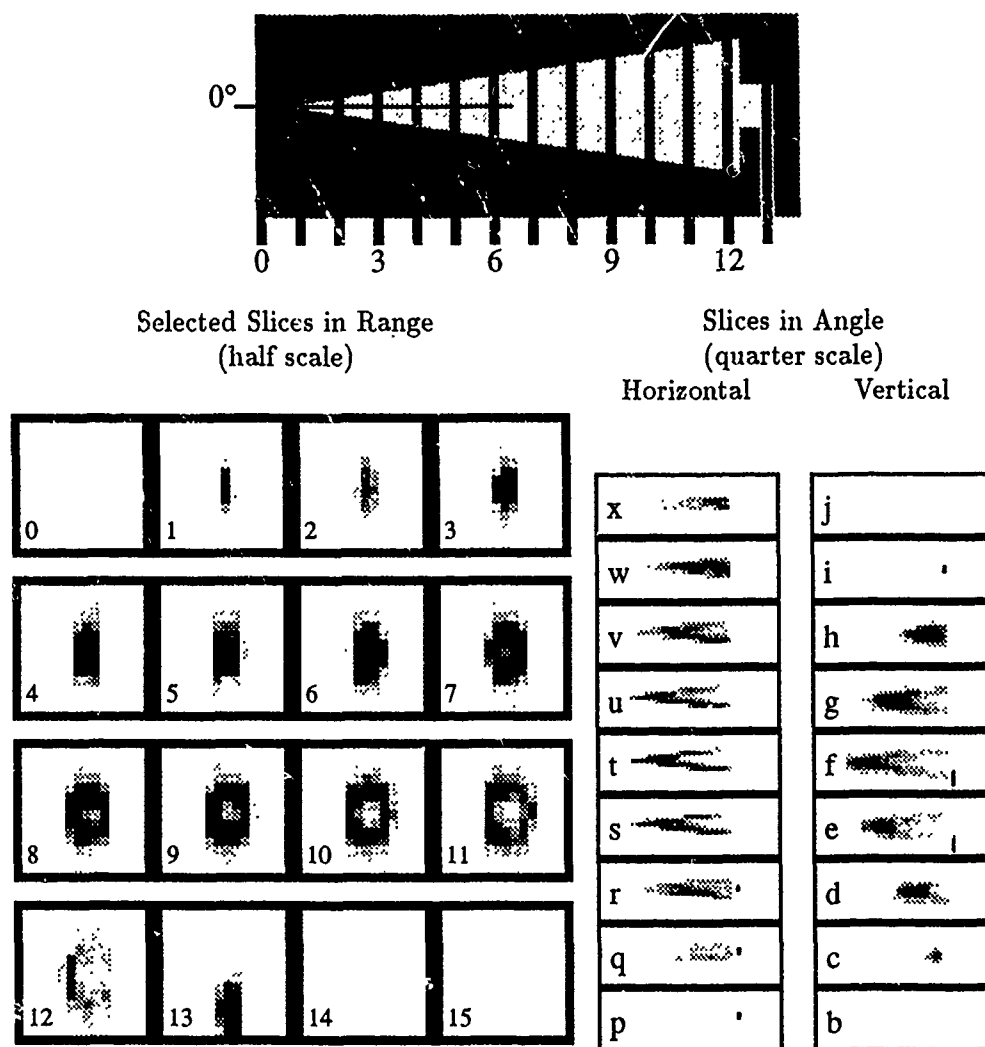 0°
0 3 6 9 12
Selected Slices in Range
(half scale)
Slices in Angle
(quarter scale)
Horizontal Vertical
0 1 2 3
4 5 6 7
8 9 10 11
12 13 14 15
x j
w i
v h
u g
t f
s e
r d
q c
p b